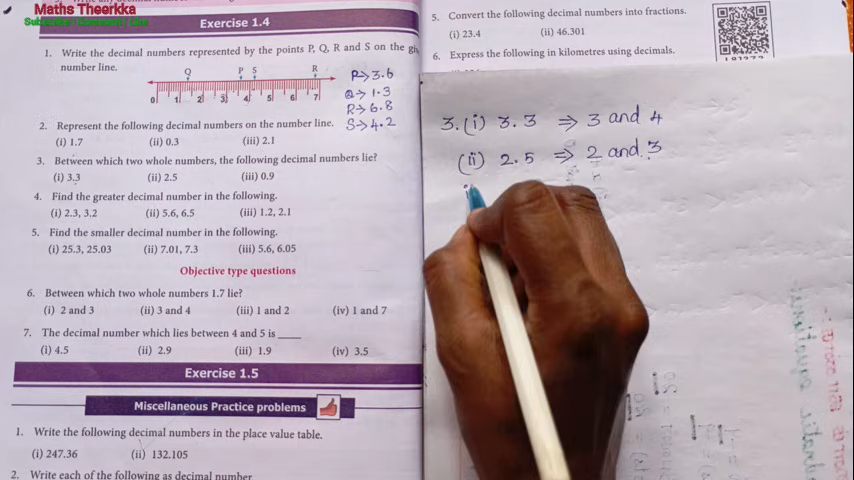 Maths Theerkka
Subscribe | Comment | Like
Exercise 1.4
1. Write the decimal numbers represented by the points P, Q, R and S on the
number line.
Q P S R
0 1 2 3 4 5 6 7
P→3.6
Q→1.3
R→6.8
S→4.2
2. Represent the following decimal numbers on the number line.
(i) 1.7 (ii) 0.3 (iii) 2.1
3. Between which two whole numbers, the following decimal numbers lie?
(i) 3.3 (ii) 2.5 (iii) 0.9
4. Find the greater decimal number in the following.
(i) 2.3, 3.2 (ii) 5.6, 6.5 (iii) 1.2, 2.1
5. Find the smaller decimal number in the following.
(i) 25.3, 25.03 (ii) 7.01, 7.3 (iii) 5.6, 6.05
Objective type questions
6. Between which two whole numbers 1.7 lie?
(i) 2 and 3 (ii) 3 and 4 (iii) 1 and 2 (iv) 1 and 7
7. The decimal number which lies between 4 and 5 is ____
(i) 4.5 (ii) 2.9 (iii) 1.9 (iv) 3.5
Exercise 1.5
Miscellaneous Practice problems
1. Write the following decimal numbers in the place value table.
(i) 247.36 (ii) 132.105
2. Write each of the following as decimal number
5. Convert the following decimal numbers into fractions.
(i) 23.4 (ii) 46.301
6. Express the following in kilometres using decimals.
3. (i) 3.3 ⇒ 3 and 4
(ii) 2.5 ⇒ 2 and 3